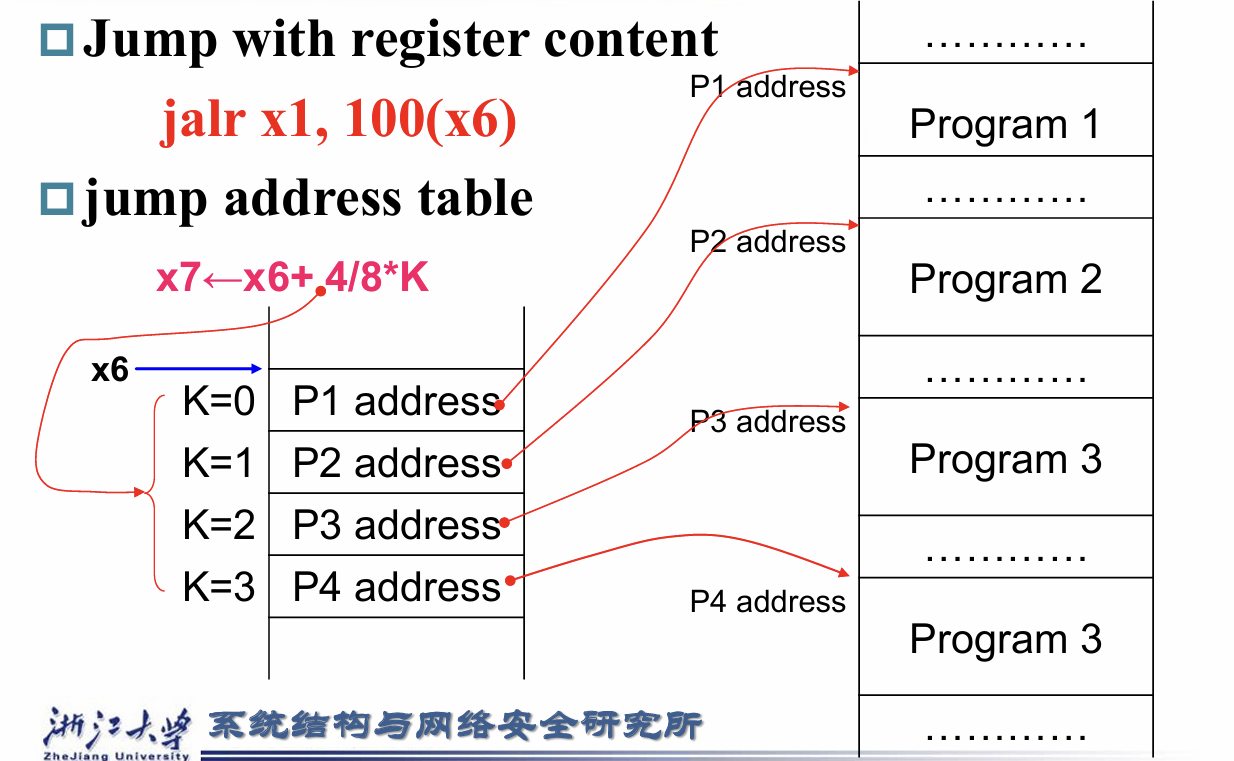 Jump with register content
jalr x1, 100(x6)
jump address table
x7←x6+ 4/8*K
x6
K=0 P1 address
K=1 P2 address
K=2 P3 address
K=3 P4 address
…………
P1 address
Program 1
…………
P2 address
Program 2
…………
P3 address
Program 3
…………
P4 address
Program 3
…………
浙江大学
ZheJiang University
系统结构与网络安全研究所